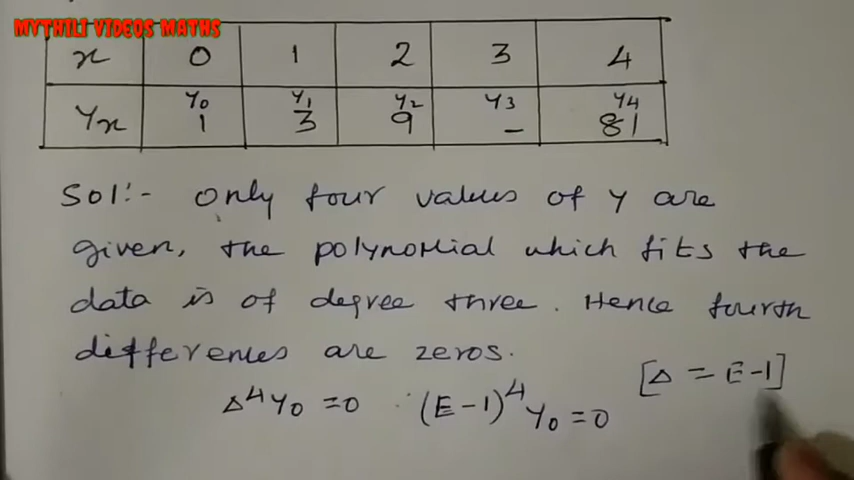 MYTHILI VIDEOS MATHS
x 0 1 2 3 4
Yx Y0 1 Y1 3 Y2 9 Y3 – Y4 81
Sol:- Only four values of y are
given, the polynomial which fits the
data is of degree three. Hence fourth
differences are zeros.
[Δ = E-1]
Δ⁴Y0 = 0 ∴ (E-1)⁴ Y0 = 0